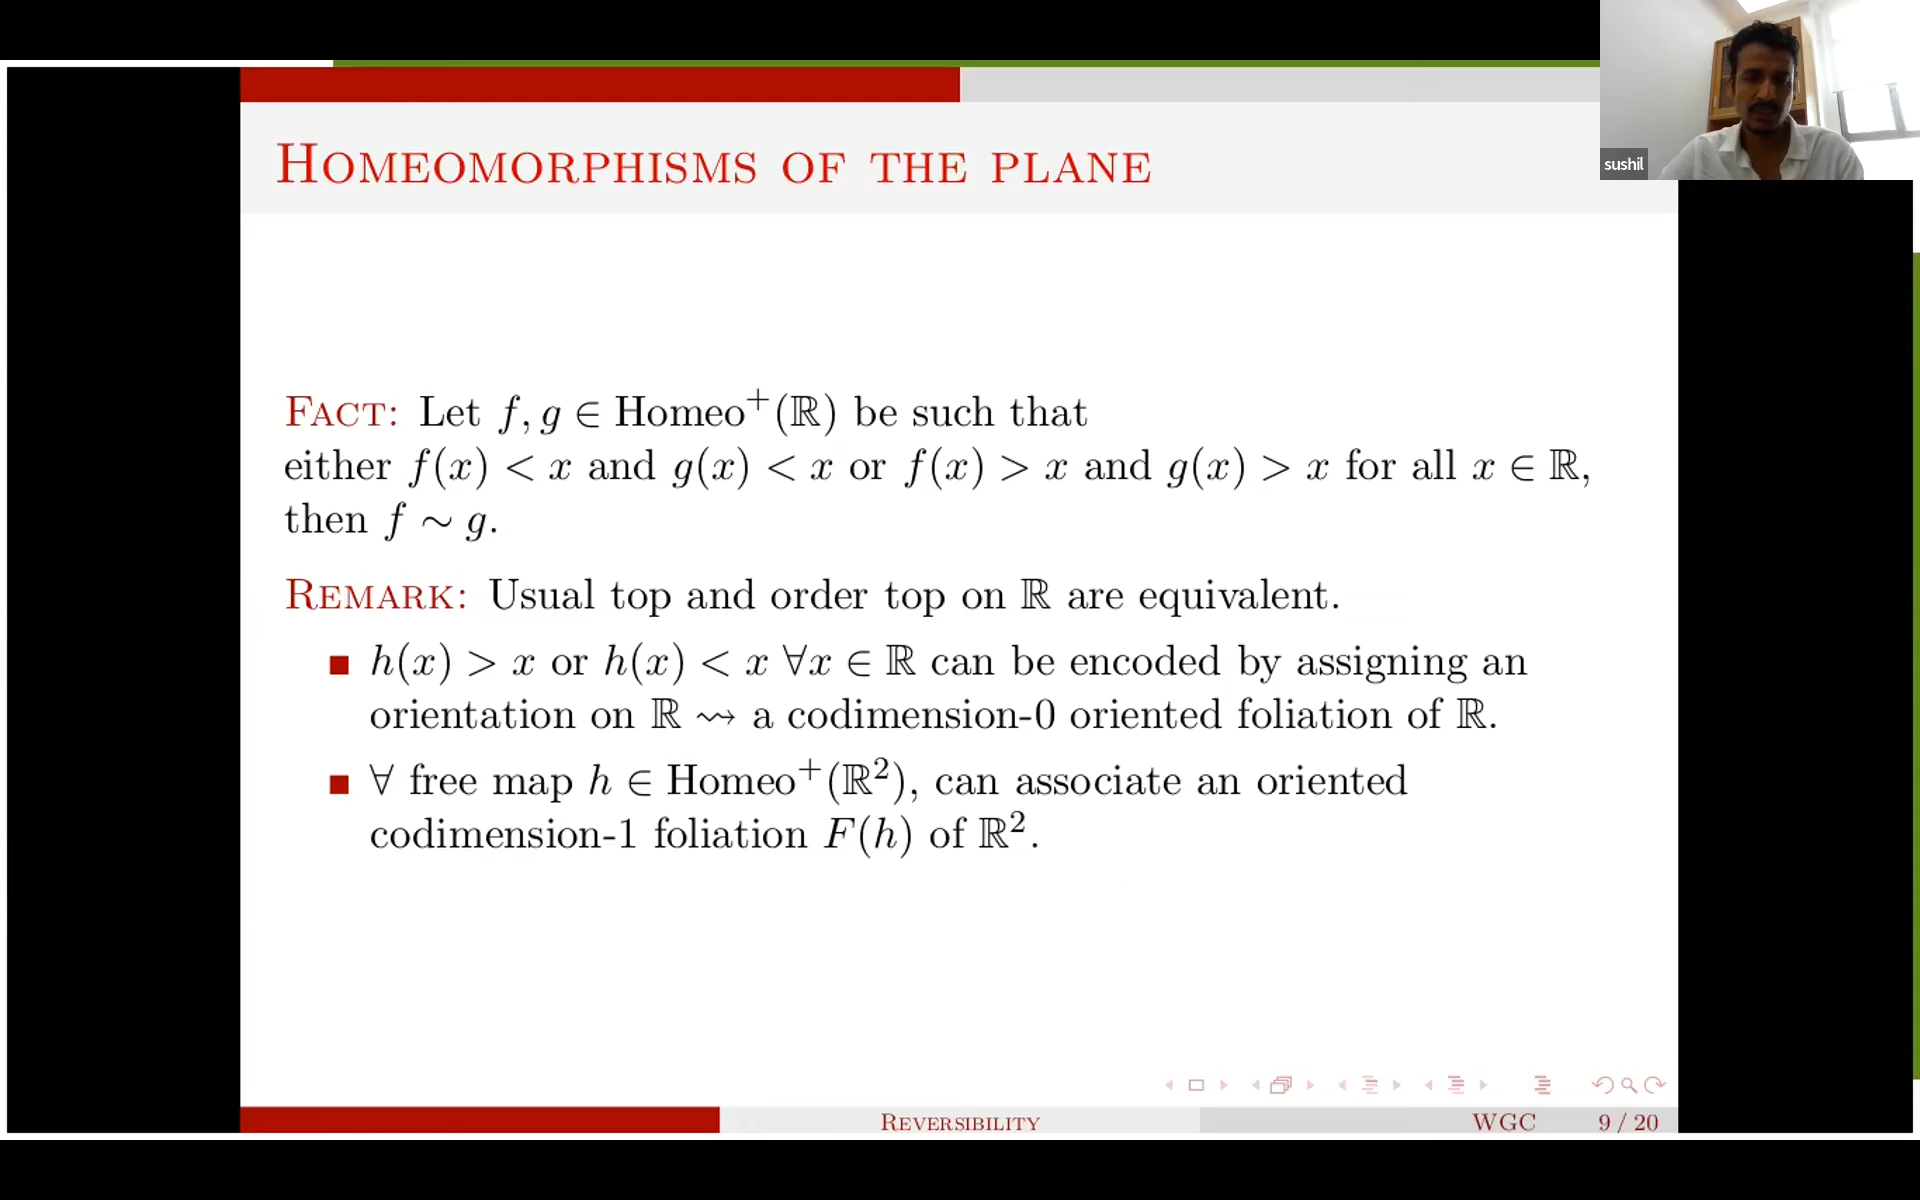 sushil
HOMEOMORPHISMS OF THE PLANE
FACT: Let f, g ∈ Homeo⁺(ℝ) be such that
either f(x) < x and g(x) < x or f(x) > x and g(x) > x for all x ∈ ℝ,
then f ∼ g.
REMARK: Usual top and order top on ℝ are equivalent.
■ h(x) > x or h(x) < x ∀x ∈ ℝ can be encoded by assigning an
orientation on ℝ ⇝ a codimension-0 oriented foliation of ℝ.
■ ∀ free map h ∈ Homeo⁺(ℝ²), can associate an oriented
codimension-1 foliation F(h) of ℝ².
REVERSIBILITY
WGC
9 / 20